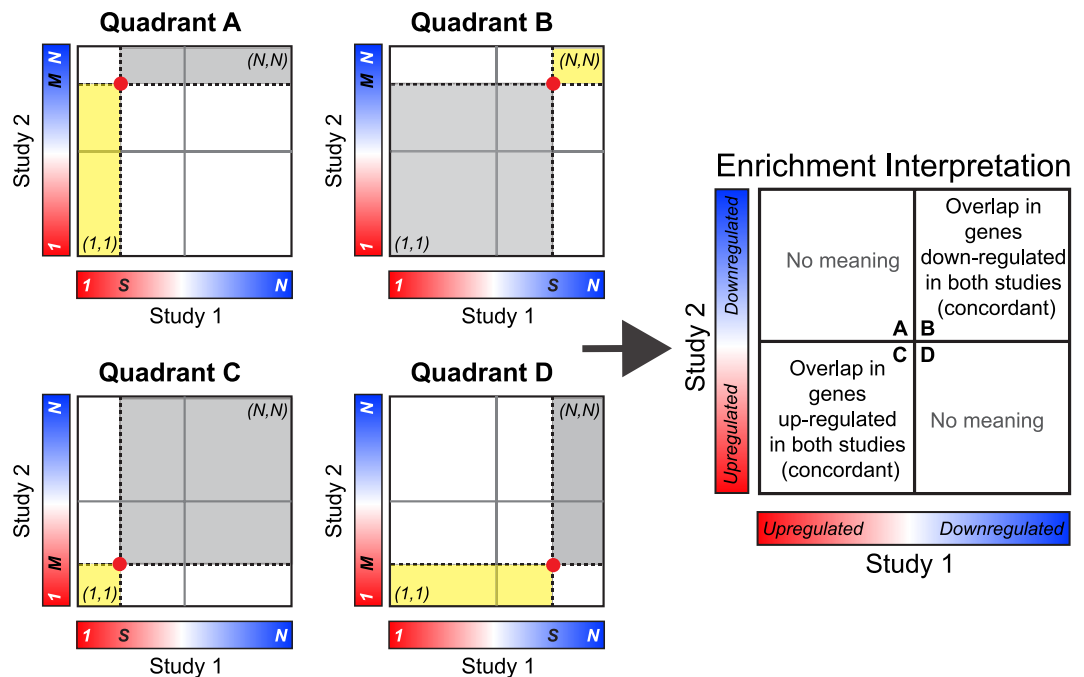 Quadrant A
N
M
1
Study 2
(N,N)
(1,1)
1 S N
Study 1
Quadrant B
N
M
1
Study 2
(N,N)
(1,1)
1 S N
Study 1
Quadrant C
N
M
1
Study 2
(N,N)
(1,1)
1 S N
Study 1
Quadrant D
N
M
1
Study 2
(N,N)
(1,1)
1 S N
Study 1
Enrichment Interpretation
Study 2
Downregulated
Upregulated
No meaning
A
Overlap in
genes
down-regulated
in both studies
(concordant)
B
C
Overlap in
genes
up-regulated
in both studies
(concordant)
D
No meaning
Upregulated Downregulated
Study 1